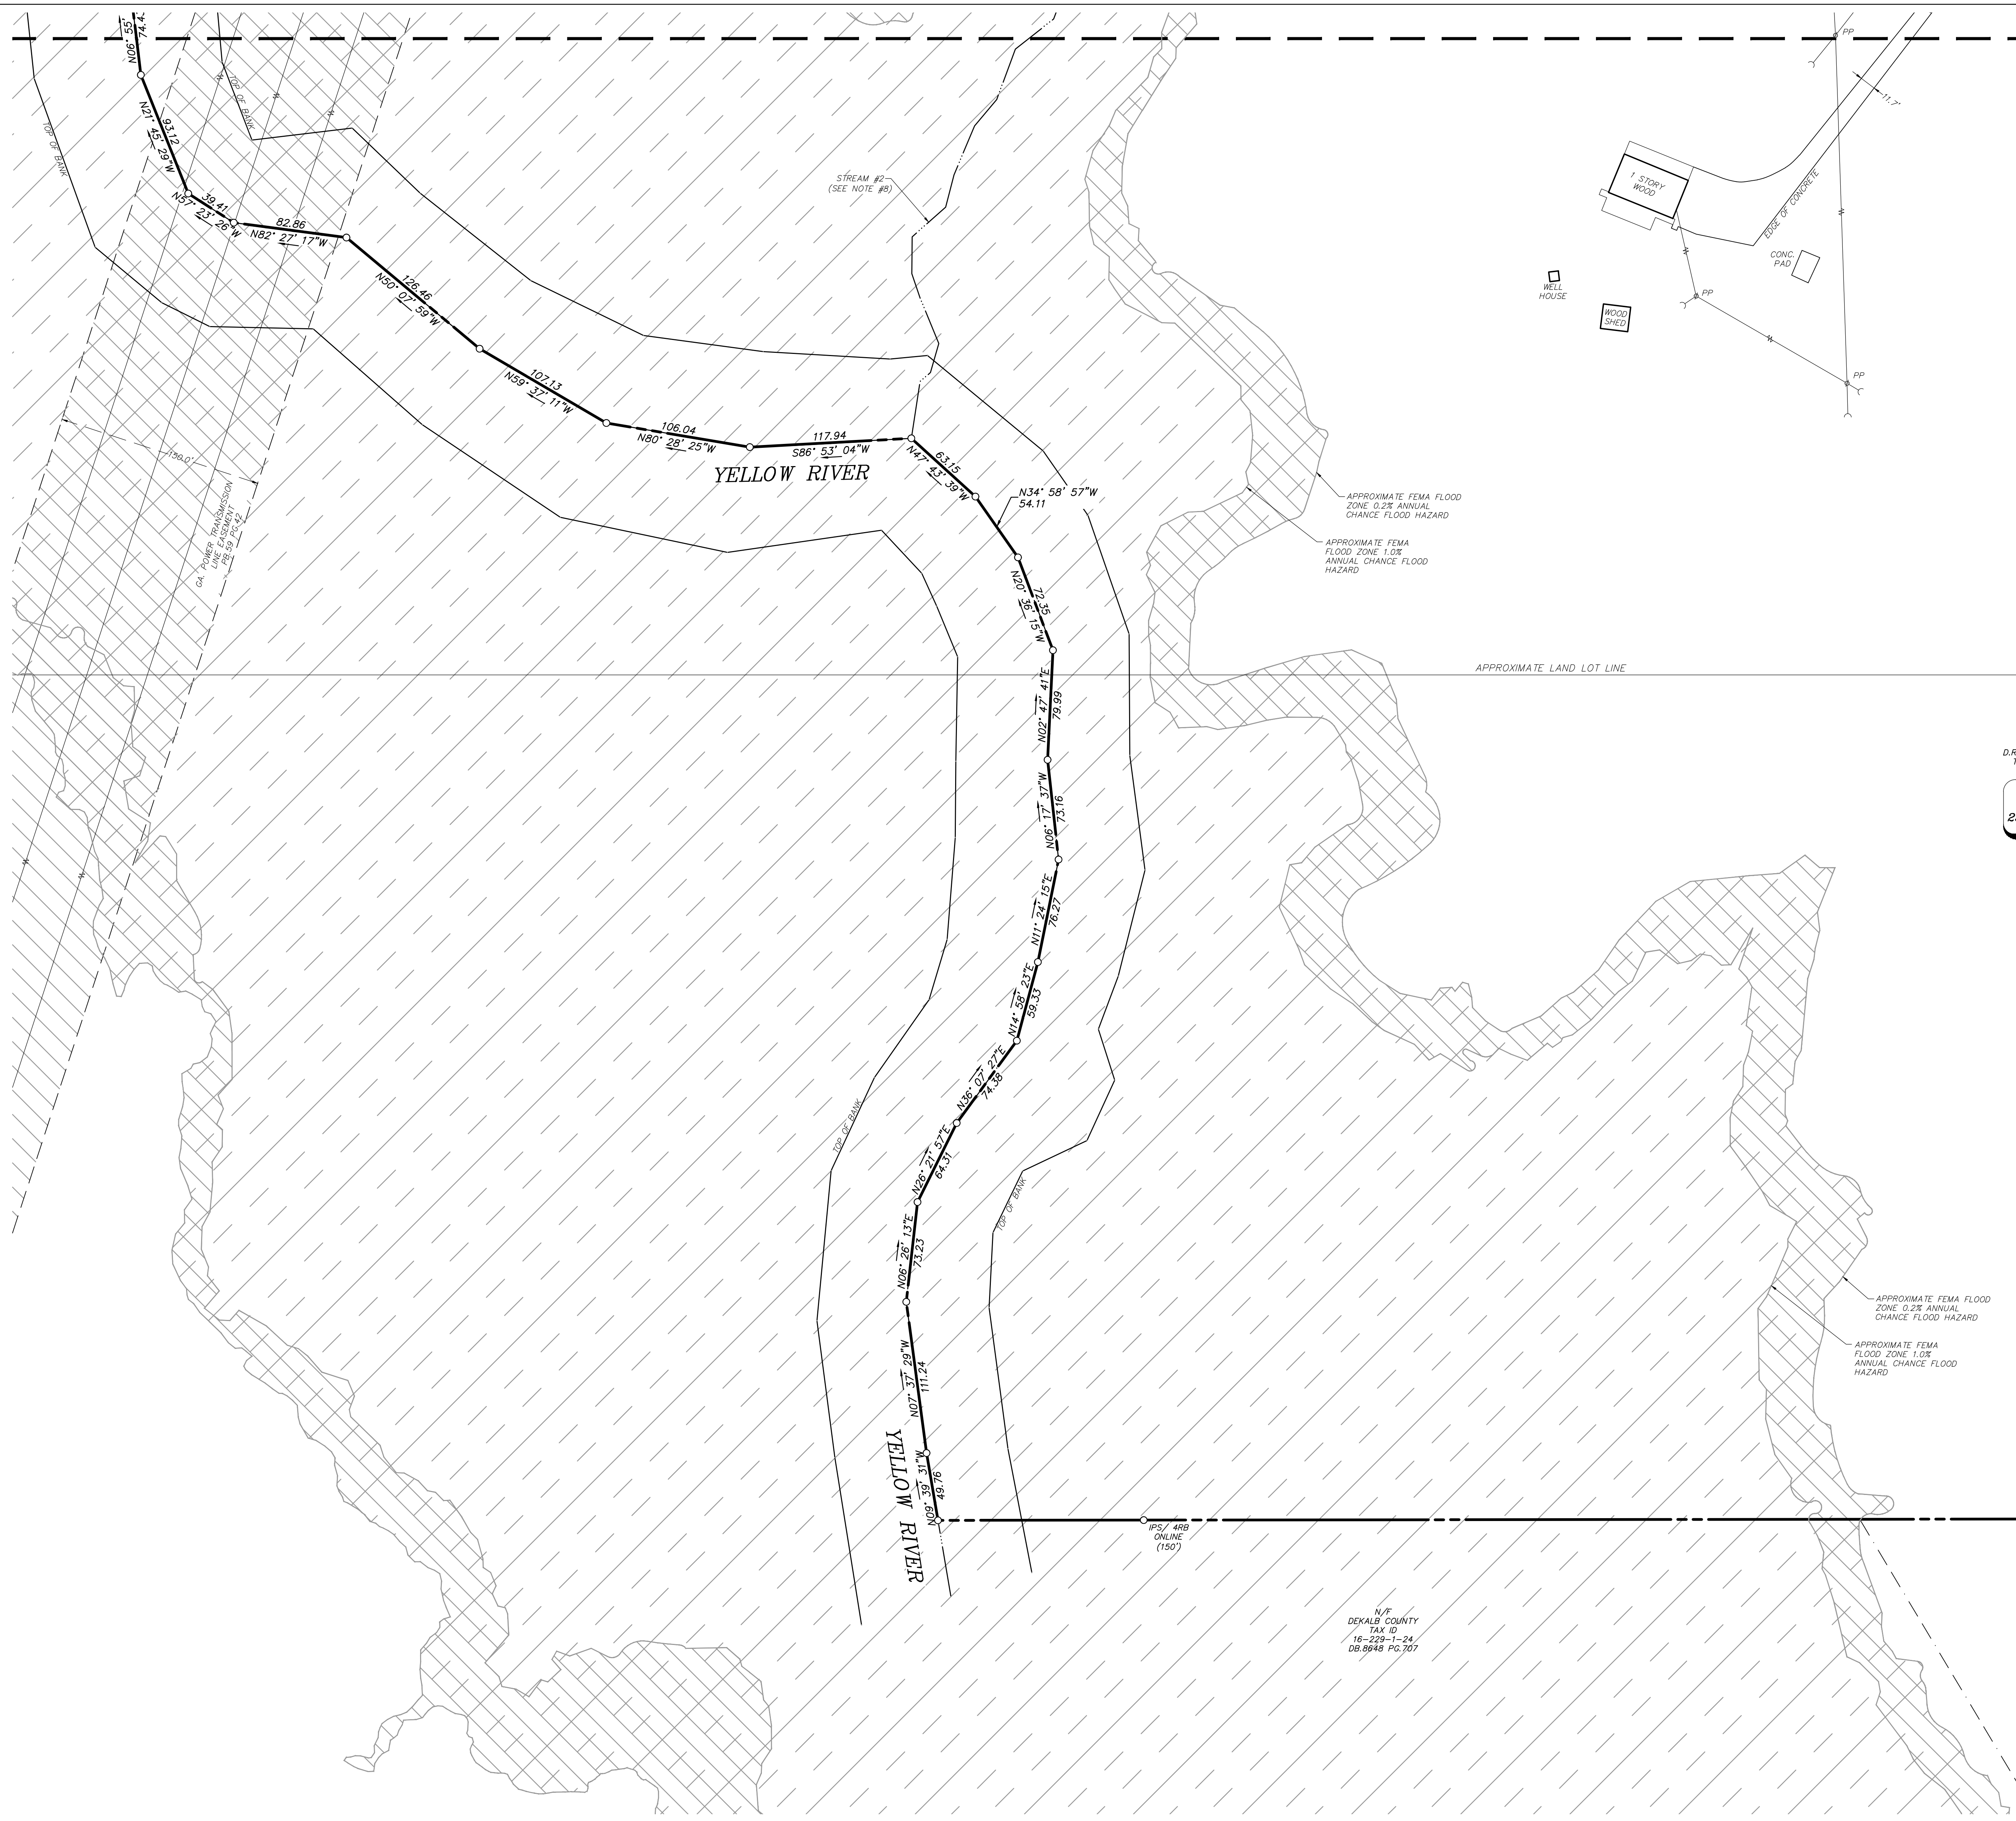 N06° 55'
74.4
TOP OF BANK
TOP OF BANK
N21° 45' 29"W
93.12
39.41
N57° 23' 26"W
82.86
N82° 27' 17"W
126.46
N50° 07' 59"W
107.13
N59° 37' 11"W
106.04
N80° 28' 25"W
117.94
S86° 53' 04"W
YELLOW RIVER
STREAM #2
(SEE NOTE #8)
63.15
N47° 43' 39"W
N34° 58' 57"W
54.11
72.35
N20° 36' 15"W
150.0'
GA. POWER TRANSMISSION
LINE EASEMENT
PB.59 PG.42
PP
11.7'
1 STORY
WOOD
EDGE OF CONCRETE
CONC.
PAD
WELL
HOUSE
WOOD
SHED
PP
PP
APPROXIMATE FEMA FLOOD
ZONE 0.2% ANNUAL
CHANCE FLOOD HAZARD
APPROXIMATE FEMA
FLOOD ZONE 1.0%
ANNUAL CHANCE FLOOD
HAZARD
APPROXIMATE LAND LOT LINE
N02° 47' 41"E
79.99
N06° 17' 37"W
73.16
D.R
N11° 24' 15"E
76.27
N14° 58' 23"E
59.33
N36° 07' 27"E
74.38
TOP OF BANK
N26° 21' 57"E
64.31
TOP OF BANK
N06° 26' 13"E
73.23
APPROXIMATE FEMA FLOOD
ZONE 0.2% ANNUAL
CHANCE FLOOD HAZARD
APPROXIMATE FEMA
FLOOD ZONE 1.0%
ANNUAL CHANCE FLOOD
HAZARD
N07° 37' 29"W
111.24
YELLOW RIVER
N09° 39' 31"W
49.76
IPS/ 4RB
ONLINE
(150')
N/F
DEKALB COUNTY
TAX ID
16-229-1-24
DB.8648 PG.707